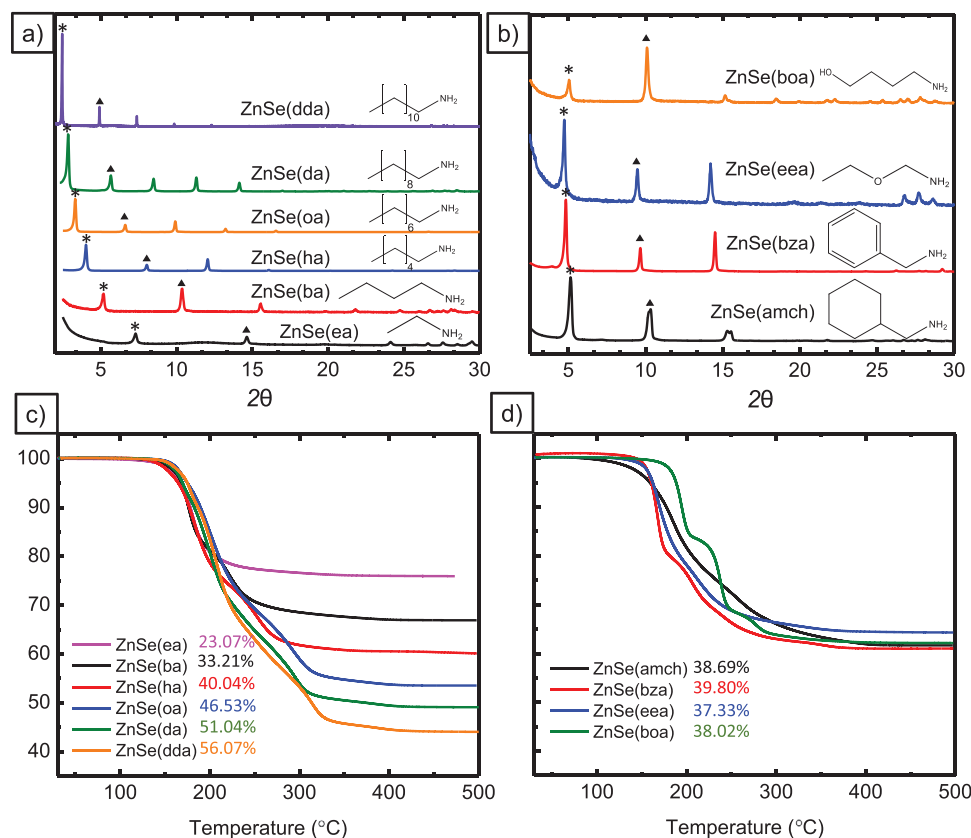 a)
*
▲
ZnSe(dda)
NH₂
10
*
▲
ZnSe(da)
NH₂
8
*
▲
ZnSe(oa)
NH₂
6
*
▲
ZnSe(ha)
NH₂
4
*
▲
ZnSe(ba)
NH₂
*
▲
ZnSe(ea)
NH₂
5 10 15 20 25 30
2θ
b)
*
▲
ZnSe(boa)
HO
NH₂
*
▲
ZnSe(eea)
O
NH₂
*
▲
ZnSe(bza)
NH₂
*
▲
ZnSe(amch)
NH₂
5 10 15 20 25 30
2θ
c)
100
90
80
70
60
50
40
ZnSe(ea) 23.07%
ZnSe(ba) 33.21%
ZnSe(ha) 40.04%
ZnSe(oa) 46.53%
ZnSe(da) 51.04%
ZnSe(dda) 56.07%
100 200 300 400 500
Temperature (°C)
d)
ZnSe(amch) 38.69%
ZnSe(bza) 39.80%
ZnSe(eea) 37.33%
ZnSe(boa) 38.02%
100 200 300 400 500
Temperature (°C)